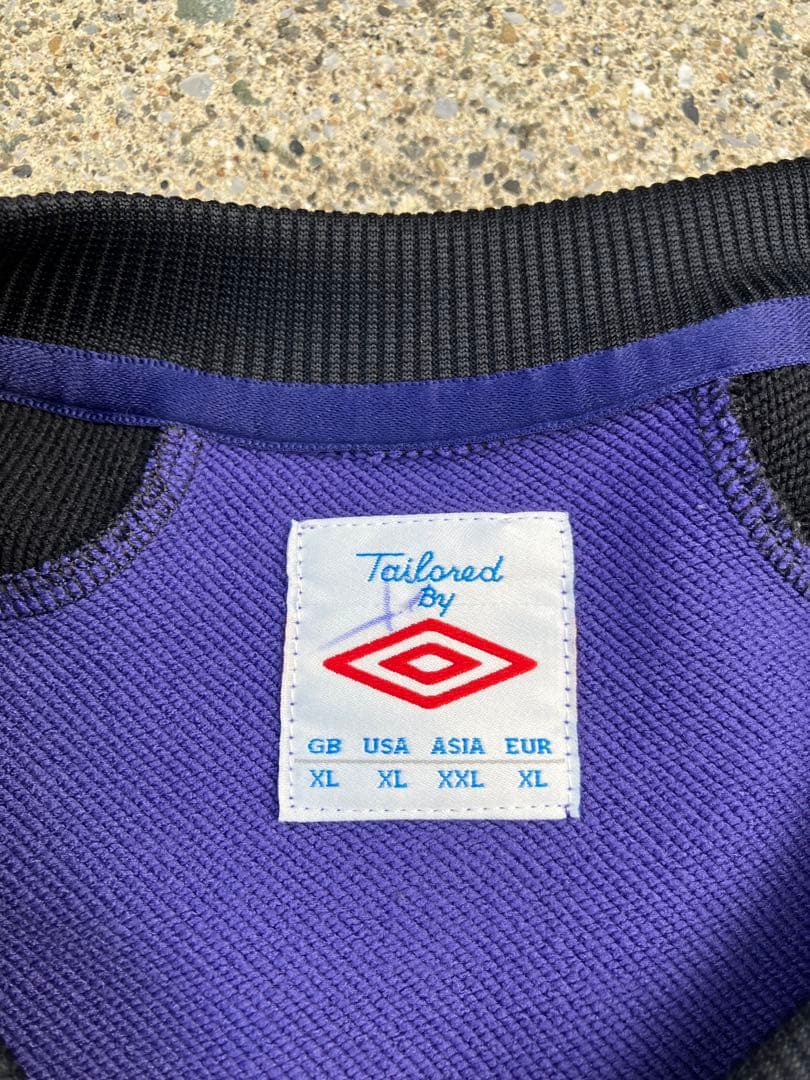 Tailored
By
GB USA ASIA EUR
XL XL XXL XL